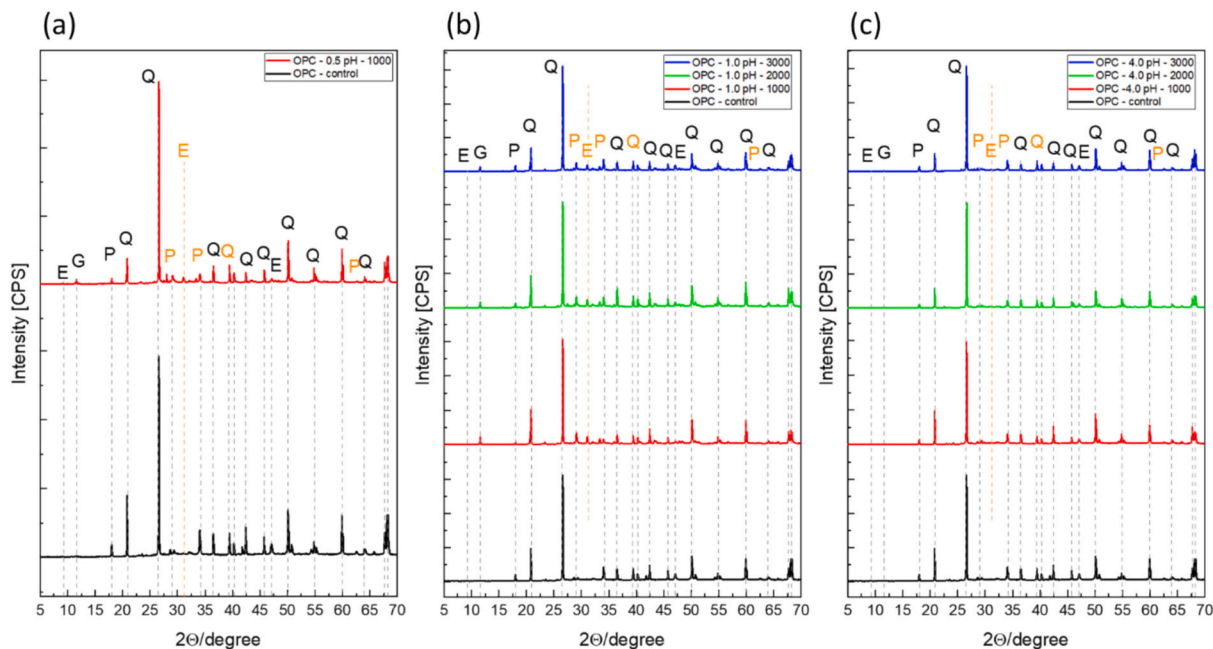 (a)
OPC - 0.5 pH - 1000
OPC - control
Q
E
E G P Q P P Q Q Q Q E Q Q Q P Q
Intensity [CPS]
5 10 15 20 25 30 35 40 45 50 55 60 65 70
2Θ/degree
(b)
OPC - 1.0 pH - 3000
OPC - 1.0 pH - 2000
OPC - 1.0 pH - 1000
OPC - control
Q
E G P Q P E P Q Q Q Q E Q Q Q P Q
Intensity [CPS]
5 10 15 20 25 30 35 40 45 50 55 60 65 70
2Θ/degree
(c)
OPC - 4.0 pH - 3000
OPC - 4.0 pH - 2000
OPC -4.0 pH - 1000
OPC - control
Q
E G P Q P E P Q Q Q Q E Q Q Q P Q
Intensity [CPS]
5 10 15 20 25 30 35 40 45 50 55 60 65 70
2Θ/degree